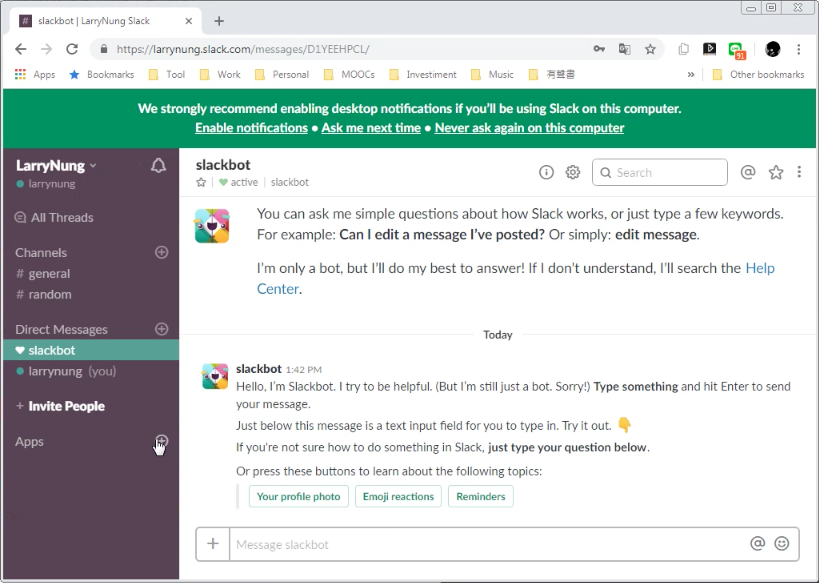 slackbot | LarryNung Slack
https://larrynung.slack.com/messages/D1YEEHPCL/
91
Apps Bookmarks Tool Work Personal MOOCs Investiment Music 有聲書 » Other bookmarks
We strongly recommend enabling desktop notifications if you'll be using Slack on this computer.
Enable notifications • Ask me next time • Never ask again on this computer
LarryNung
larrynung
All Threads
Channels
# general
# random
Direct Messages
slackbot
larrynung (you)
+ Invite People
Apps
slackbot
active | slackbot
Search
You can ask me simple questions about how Slack works, or just type a few keywords.
For example: Can I edit a message I've posted? Or simply: edit message.
I'm only a bot, but I'll do my best to answer! If I don't understand, I'll search the Help
Center.
Today
slackbot 1:42 PM
Hello, I'm Slackbot. I try to be helpful. (But I'm still just a bot. Sorry!) Type something and hit Enter to send
your message.
Just below this message is a text input field for you to type in. Try it out. 👇
If you're not sure how to do something in Slack, just type your question below.
Or press these buttons to learn about the following topics:
Your profile photo Emoji reactions Reminders
Message slackbot